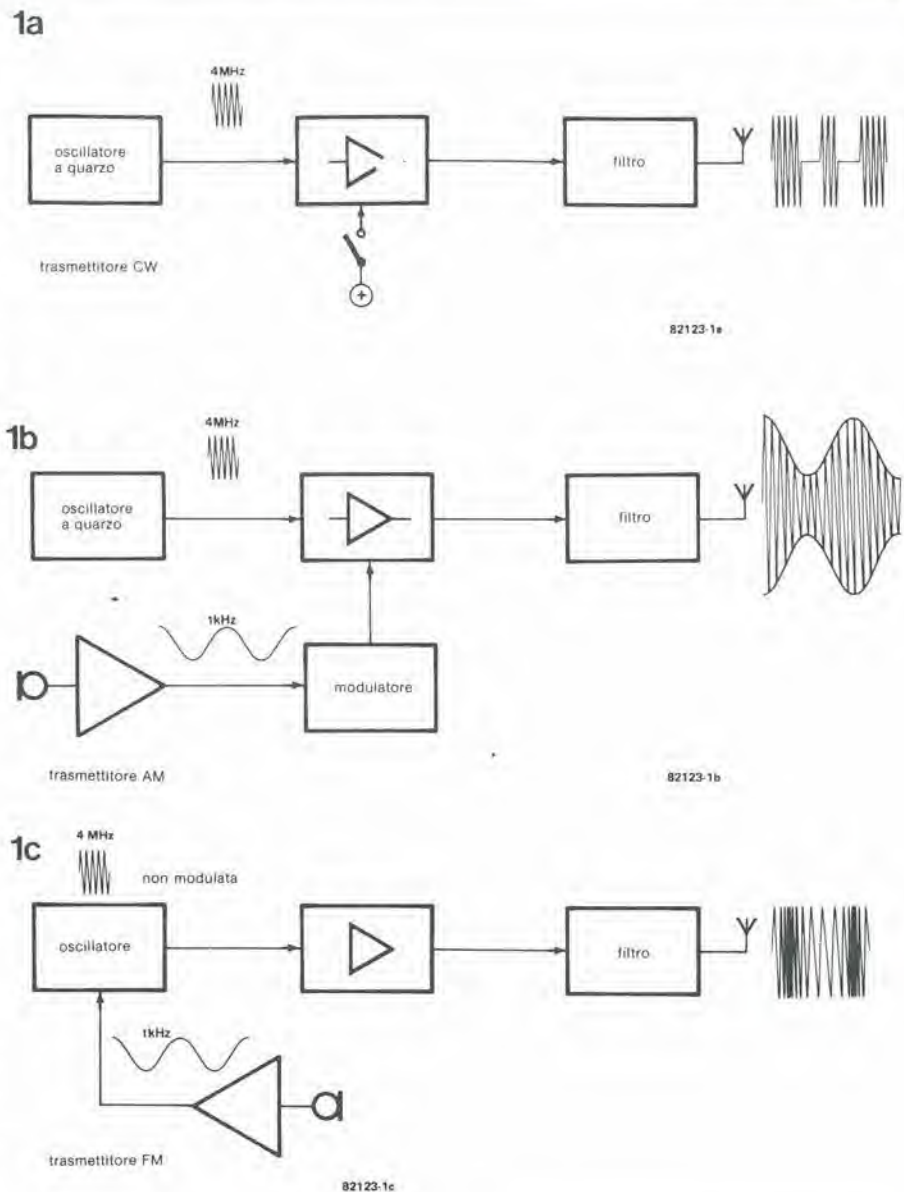 1a
4MHz
oscillatore
a quarzo
filtro
+
trasmettitore CW
82123-1a
1b
4MHz
oscillatore
a quarzo
filtro
1kHz
modulatore
trasmettitore AM
82123-1b
1c
4 MHz
non modulata
oscillatore
filtro
1kHz
trasmettitore FM
82123-1c